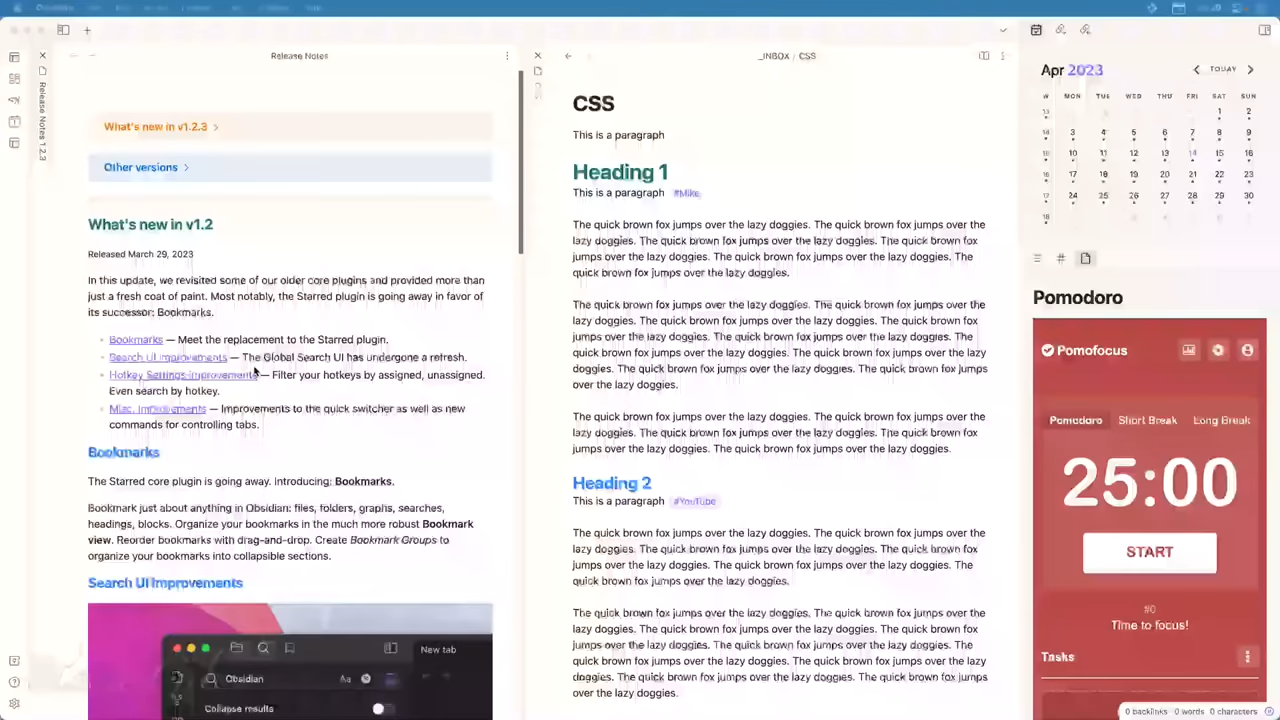 Release Notes 1.2.3
Release Notes
What's new in v1.2.3
Other versions
What's new in v1.2
Released March 29, 2023
In this update, we revisited some of our older core plugins and provided more than
just a fresh coat of paint. Most notably, the Starred plugin is going away in favor of
its successor: Bookmarks.
Bookmarks — Meet the replacement to the Starred plugin.
Search UI Improvements — The Global Search UI has undergone a refresh.
Hotkey Settings Improvements — Filter your hotkeys by assigned, unassigned.
Even search by hotkey.
Misc. Improvements — Improvements to the quick switcher as well as new
commands for controlling tabs.
Bookmarks
The Starred core plugin is going away. introducing: Bookmarks.
Bookmark just about anything in Obsidian: files, folders, graphs, searches,
headings, blocks. Organize your bookmarks in the much more robust Bookmark
view. Reorder bookmarks with drag-and-drop. Create Bookmark Groups to
organize your bookmarks into collapsible sections.
Search UI Improvements
New tab
Obsidian
Aa
Collapse results
_INBOX / CSS
CSS
This is a paragraph
Heading 1
This is a paragraph #Mike
The quick brown fox jumps over the lazy doggies. The quick brown fox jumps over the
lazy doggies. The quick brown fox jumps over the lazy doggies. The quick brown fox
jumps over the lazy doggies. The quick brown fox jumps over the lazy doggies. The
quick brown fox jumps over the lazy doggies.
The quick brown fox jumps over the lazy doggies. The quick brown fox jumps over the
lazy doggies. The quick brown fox jumps over the lazy doggies. The quick brown fox
jumps over the lazy doggies. The quick brown fox jumps over the lazy doggies. The
quick brown fox jumps over the lazy doggies. The quick brown fox jumps over the lazy
doggies. The quick brown fox jumps over the lazy doggies. The quick brown fox jumps
over the lazy doggies.
The quick brown fox jumps over the lazy doggies. The quick brown fox jumps over the
lazy doggies. The quick brown fox jumps over the lazy doggies. The quick brown fox
jumps over the lazy doggies. The quick brown fox jumps over the lazy doggies.
Heading 2
This is a paragraph #YouTube
The quick brown fox jumps over the lazy doggies. The quick brown fox jumps over the
lazy doggies. The quick brown fox jumps over the lazy doggies. The quick brown fox
jumps over the lazy doggies. The quick brown fox jumps over the lazy doggies. The
quick brown fox jumps over the lazy doggies.
The quick brown fox jumps over the lazy doggies. The quick brown fox jumps over the
lazy doggies. The quick brown fox jumps over the lazy doggies. The quick brown fox
jumps over the lazy doggies. The quick brown fox jumps over the lazy doggies. The
quick brown fox jumps over the lazy doggies. The quick brown fox jumps over the lazy
doggies. The quick brown fox jumps over the lazy doggies. The quick brown fox jumps
over the lazy doggies.
Apr 2023
TODAY
W MON TUE WED THU FRI SAT SUN
13 1 2
14 3 4 5 6 7 8 9
15 10 11 12 13 14 15 16
16 17 18 19 20 21 22 23
17 24 25 26 27 28 29 30
18
Pomodoro
Pomofocus
Pomodoro Short Break Long Break
25:00
START
#0
Time to focus!
Tasks
0 backlinks 0 words 0 characters